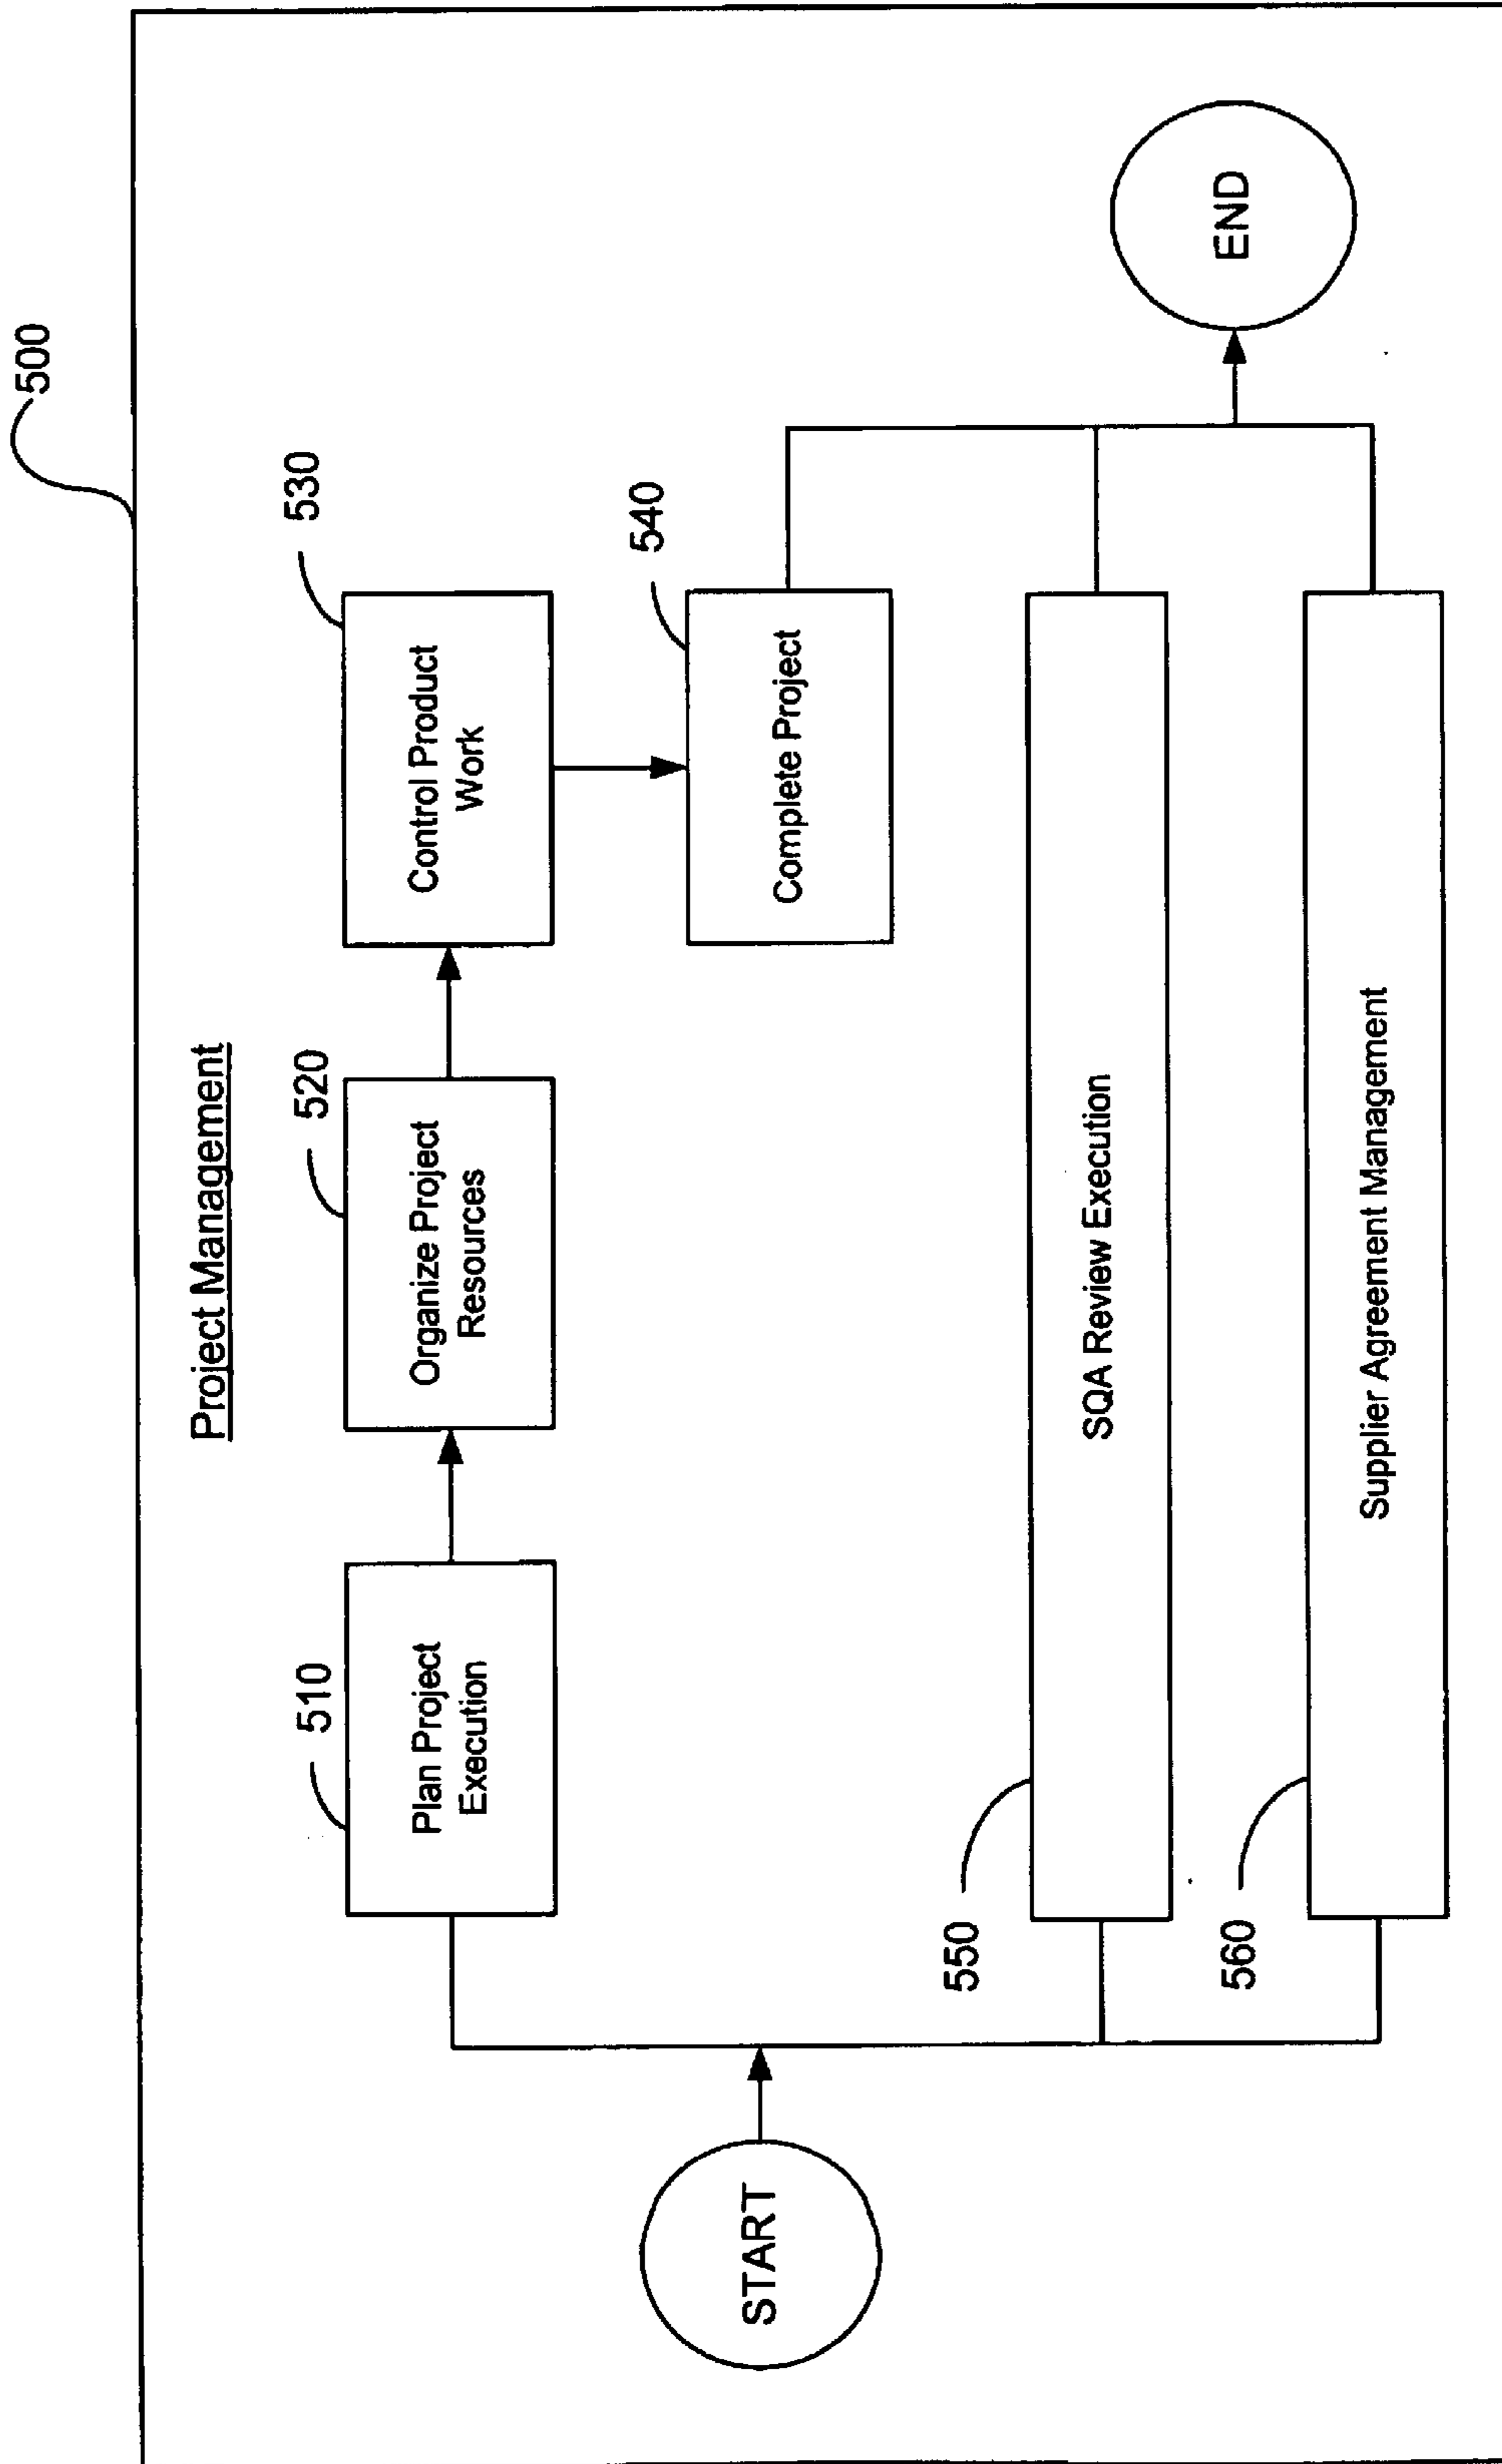 500
Project Management
510
Plan Project
Execution
520
Organize Project
Resources
530
Control Product
Work
540
Complete Project
START
550
SQA Review Execution
560
Supplier Agreement Management
END